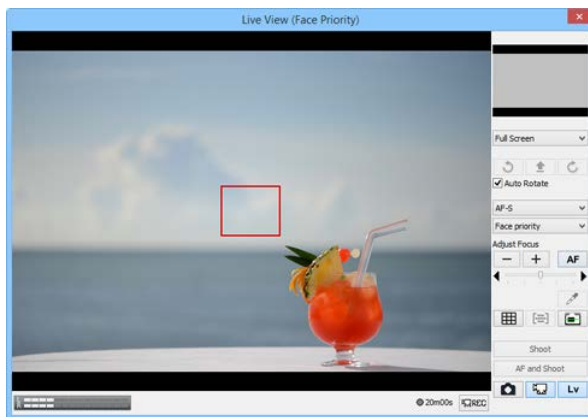 Live View (Face Priority)
Full Screen
Auto Rotate
AF-S
Face priority
Adjust Focus
AF
Shoot
AF and Shoot
Lv
20m00s
REC